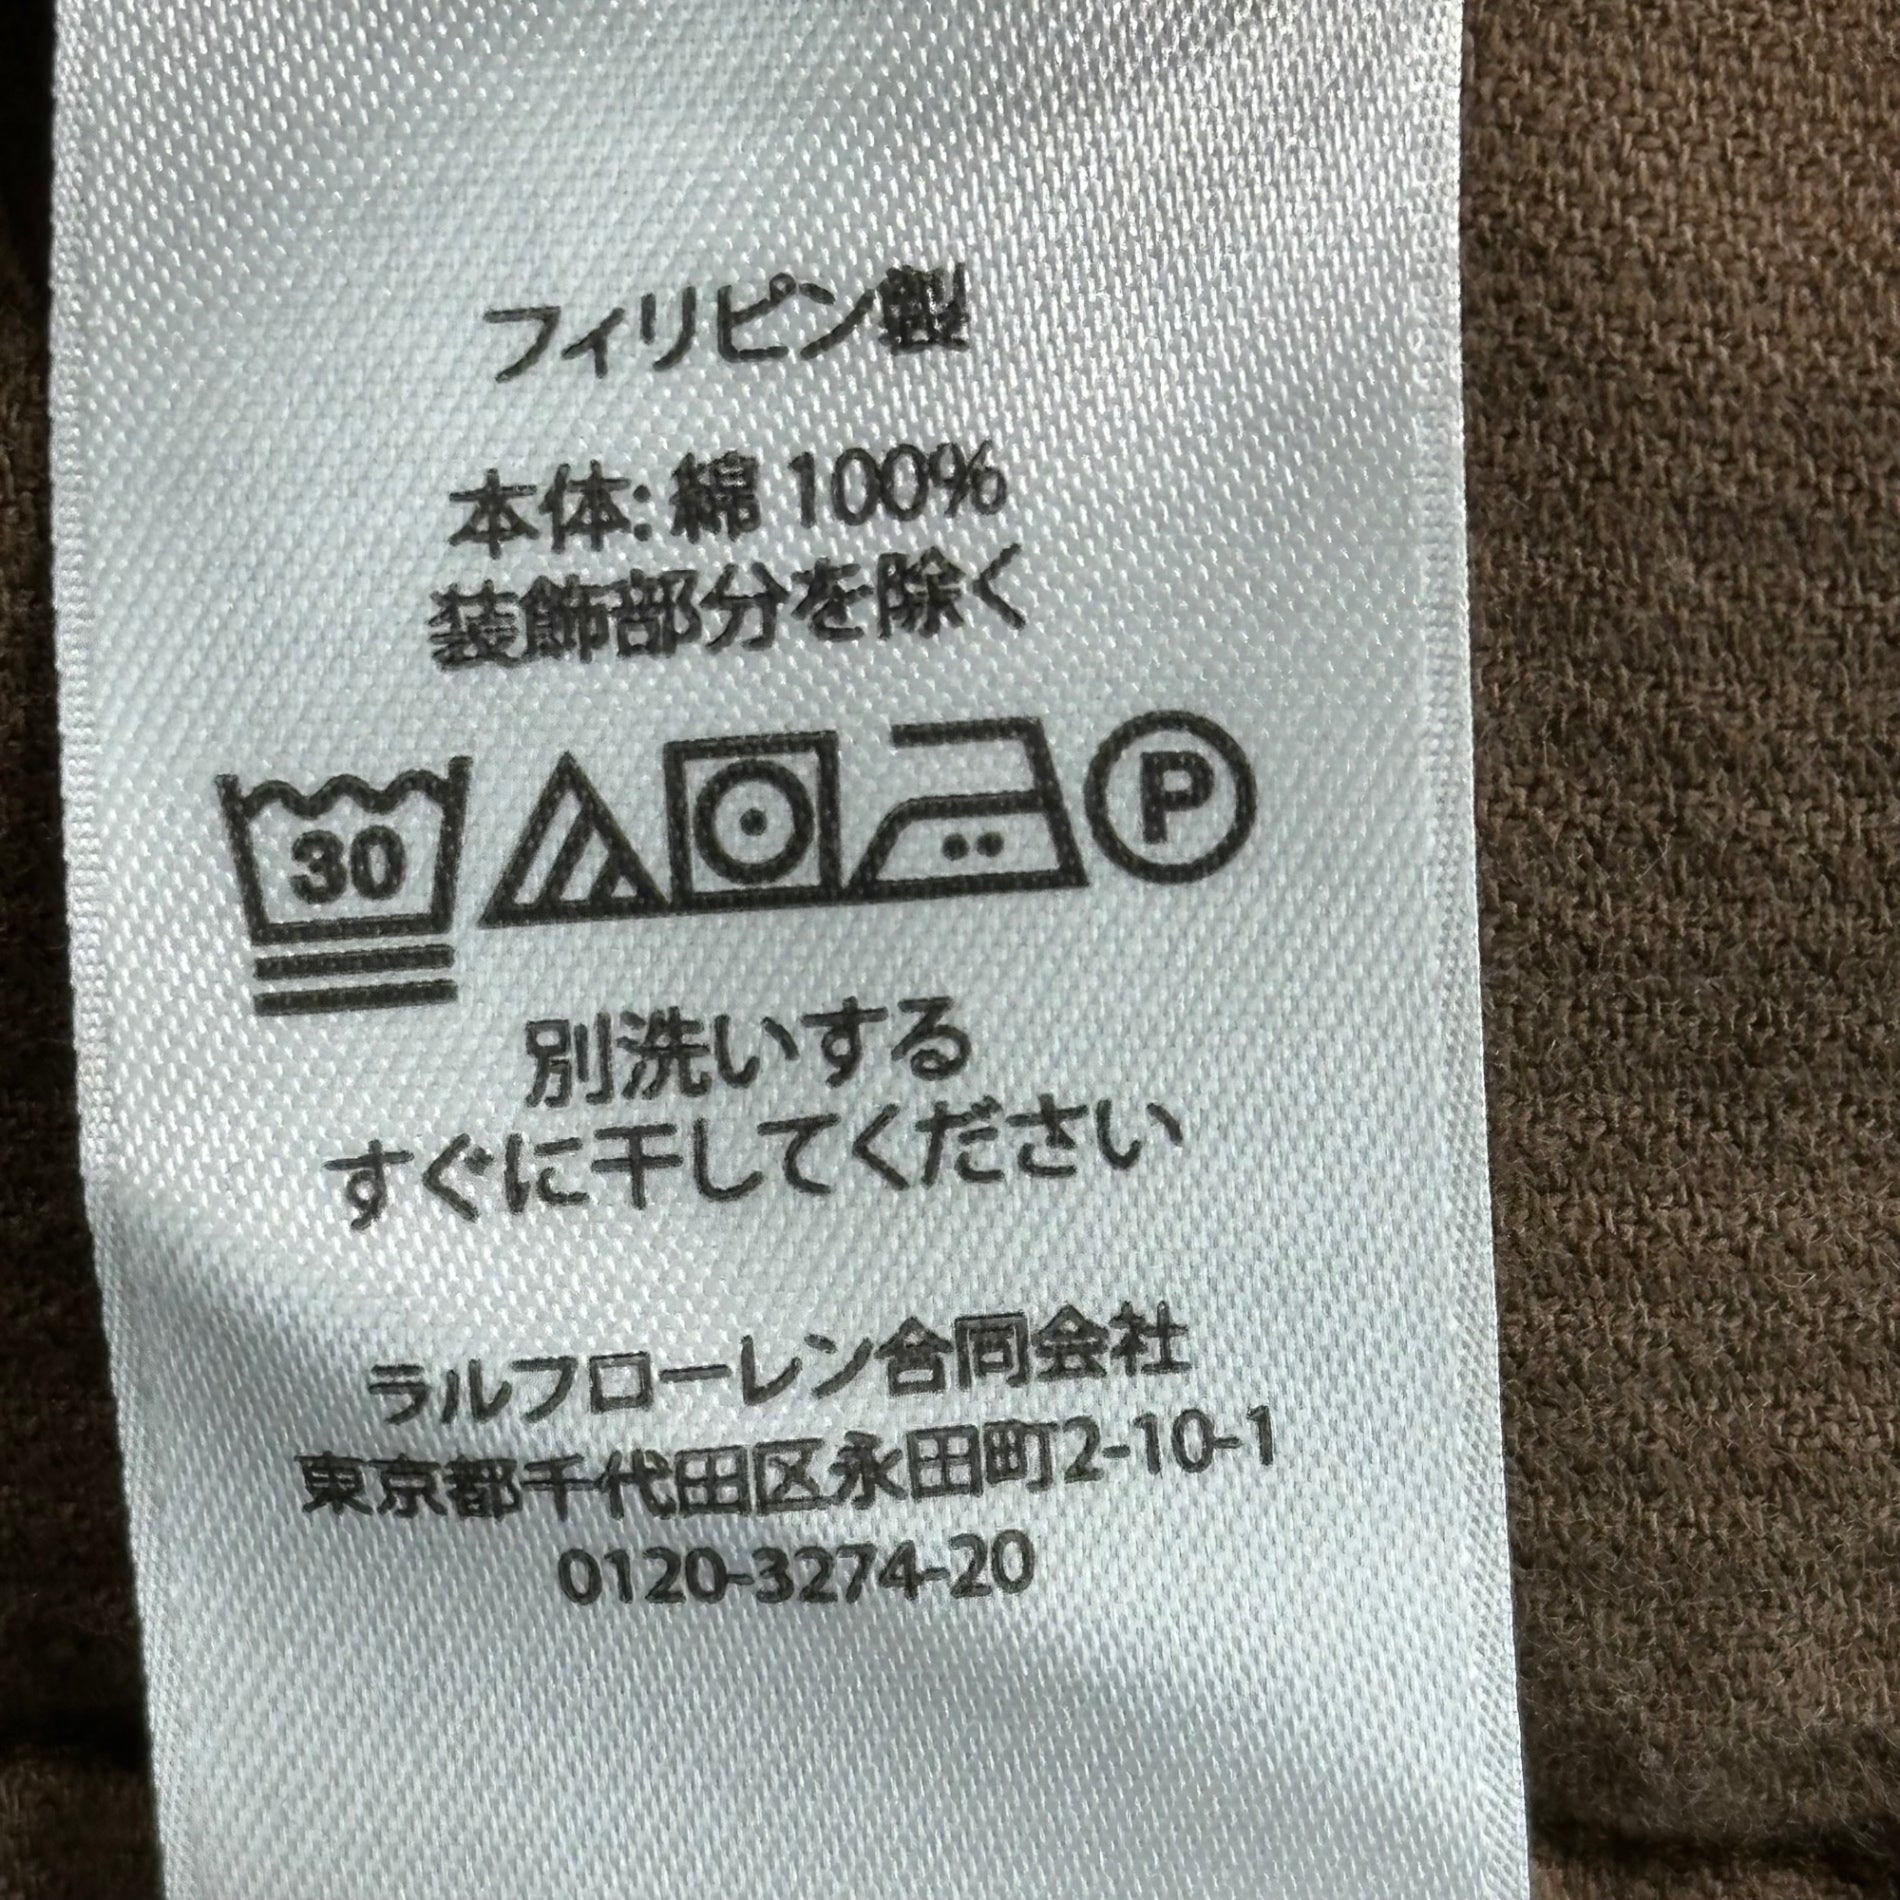 フィリピン製
本体: 綿 100%
装飾部分を除く
30 P
別洗いする
すぐに干してください
ラルフローレン合同会社
東京都千代田区永田町2-10-1
0120-3274-20